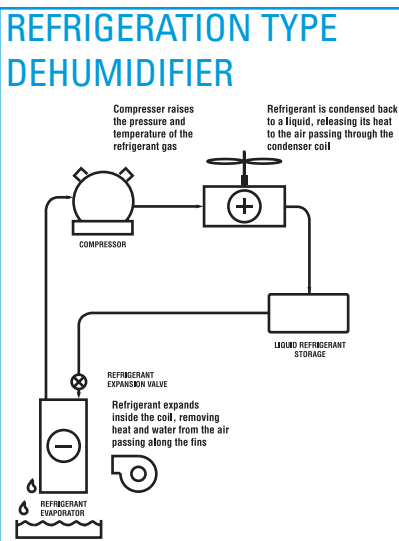 REFRIGERATION TYPE
DEHUMIDIFIER
Compresser raises
the pressure and
temperature of the
refrigerant gas
Refrigerant is condensed back
to a liquid, releasing its heat
to the air passing through the
condenser coil
COMPRESSOR
LIQUID REFRIGERANT
STORAGE
REFRIGERANT
EXPANSION VALVE
Refrigerant expands
inside the coil, removing
heat and water from the air
passing along the fins
REFRIGERANT
EVAPORATOR